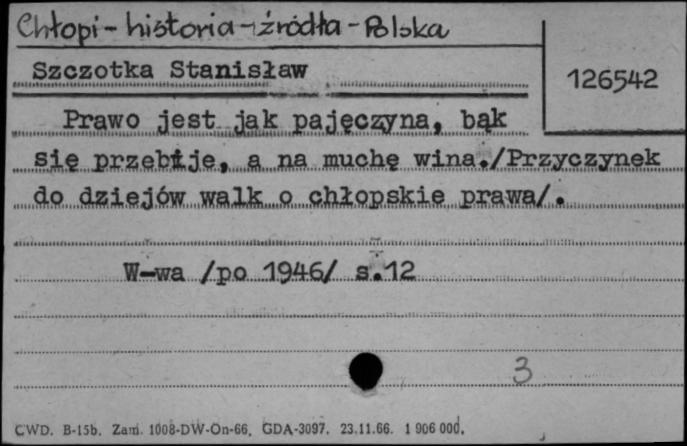 Chłopi - historia - źródła - Polska
Szczotka Stanisław
126542
Prawo jest jak pajęczyna, bąk
się przebije, a na muchę wina./Przyczynek
do dziejów walk o chłopskie prawa/.
W-wa /po 1946/ s.12
3
CWD. B-15b. Zam. 1008-DW-On-66. GDA-3097. 23.11.66. 1 906 000.